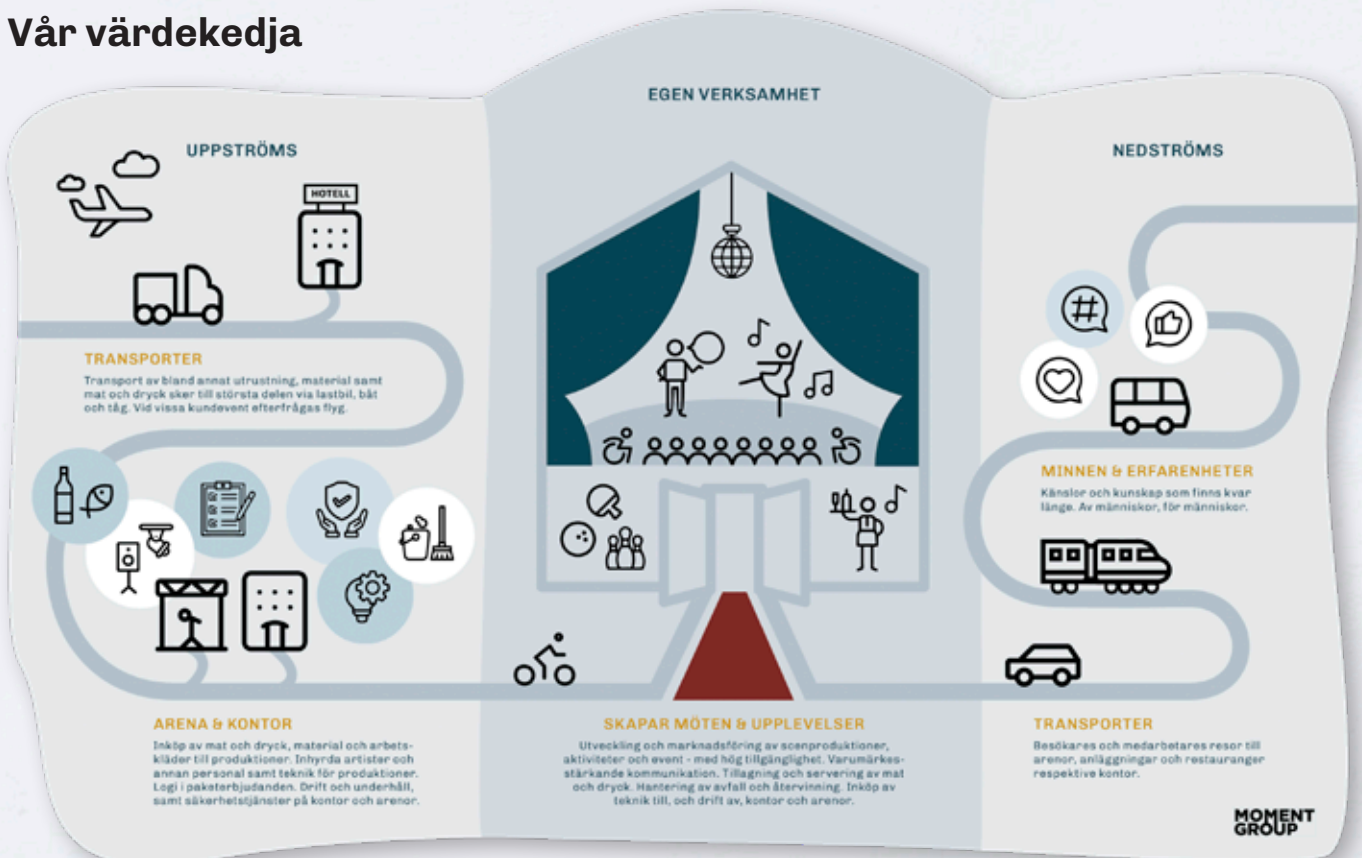 Vår värdekedja
EGEN VERKSAMHET
UPPSTRÖMS
NEDSTRÖMS
HOTELL
TRANSPORTER
Transport av bland annat utrustning, material samt
mat och dryck sker till största delen via lastbil, båt
och tåg. Vid vissa kundevent efterfrågas flyg.
#
MINNEN & ERFARENHETER
Känslor och kunskap som finns kvar
länge. Av människor, för människor.
ARENA & KONTOR
Inköp av mat och dryck, material och arbets-
kläder till produktioner. Inhyrda artister och
annan personal samt teknik för produktioner.
Logi i paketerbjudanden. Drift och underhåll,
samt säkerhetstjänster på kontor och arenor.
SKAPAR MÖTEN & UPPLEVELSER
Utveckling och marknadsföring av scenproduktioner,
aktiviteter och event - med hög tillgänglighet. Varumärkes-
stärkande kommunikation. Tillagning och servering av mat
och dryck. Hantering av avfall och återvinning. Inköp av
teknik till, och drift av, kontor och arenor.
TRANSPORTER
Besökares och medarbetares resor till
arenor, anläggningar och restauranger
respektive kontor.
MOMENT
GROUP